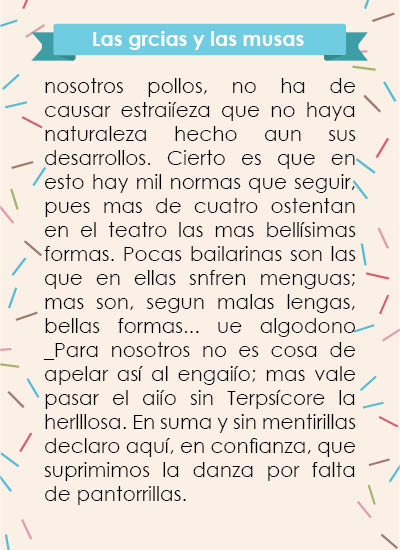 Las grcias y las musas
nosotros pollos, no ha de
causar estraiíeza que no haya
naturaleza hecho aun sus
desarrollos. Cierto es que en
esto hay mil normas que seguir,
pues mas de cuatro ostentan
en el teatro las mas bellísimas
formas. Pocas bailarinas son las
que en ellas snfren menguas;
mas son, segun malas lengas,
bellas formas... ue algodono
_Para nosotros no es cosa de
apelar así al engaiío; mas vale
pasar el aiío sin Terpsícore la
herlllosa. En suma y sin mentirillas
declaro aquí, en confianza, que
suprimimos la danza por falta
de pantorrillas.